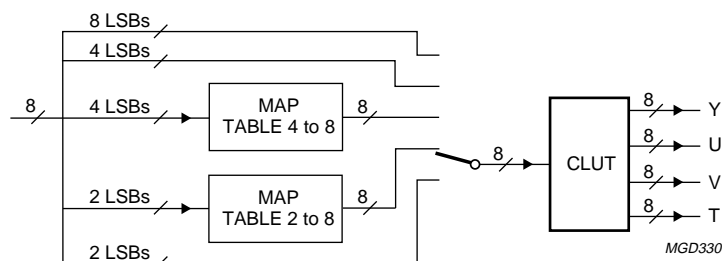 8 LSBs
4 LSBs
8
4 LSBs
MAP
TABLE 4 to 8
8
8
Y
8
U
8
CLUT
8
V
2 LSBs
MAP
TABLE 2 to 8
8
8
T
2 LSBs
MGD330